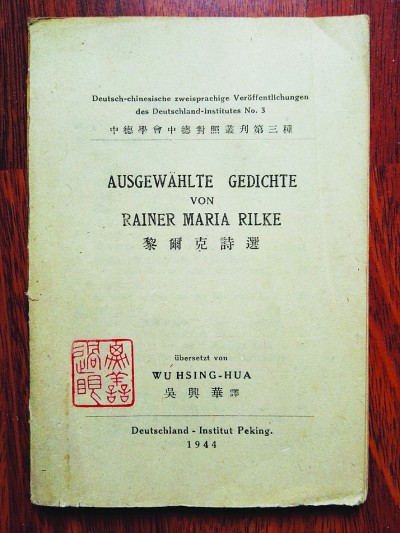 Deutsch-chinesische zweisprachige Veröffentlichungen
des Deutschland-Institutes No. 3
中德學會中德對照叢刊第三種
AUSGEWÄHLTE GEDICHTE
VON
RAINER MARIA RILKE
黎爾克詩選
übersetzt von
WU HSING-HUA
吳興華譯
過眼
Deutschland - Institut Peking.
1944